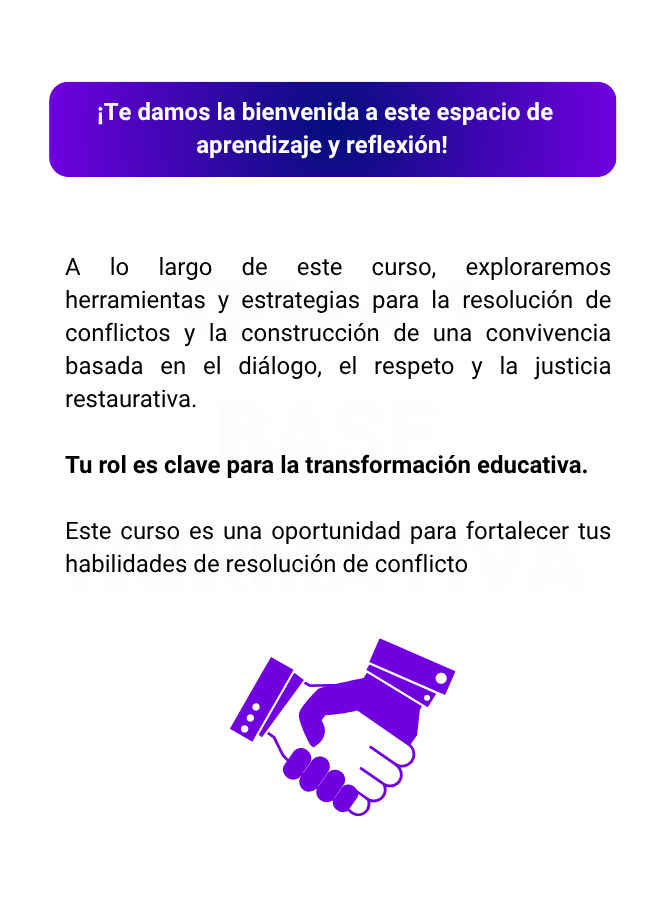 ¡Te damos la bienvenida a este espacio de
aprendizaje y reflexión!
A lo largo de este curso, exploraremos
herramientas y estrategias para la resolución de
conflictos y la construcción de una convivencia
basada en el diálogo, el respeto y la justicia
restaurativa.
BASE
Tu rol es clave para la transformación educativa.
Este curso es una oportunidad para fortalecer tus
habilidades de resolución de conflicto